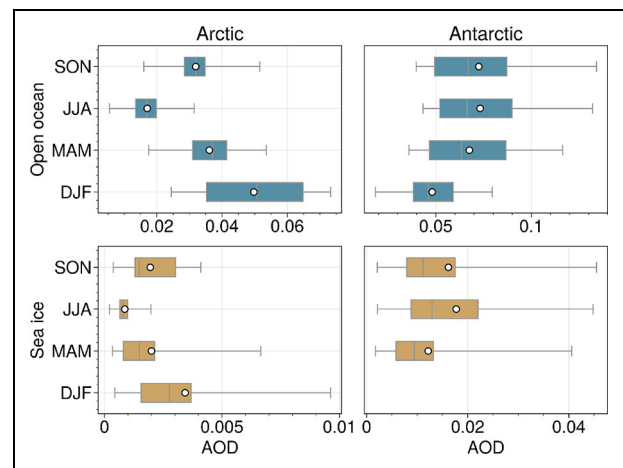 Arctic
Antarctic
Open ocean
SON
JJA
MAM
DJF
0.02
0.04
0.06
0.05
0.1
Sea ice
SON
JJA
MAM
DJF
0
0.005
0.01
0
0.02
0.04
AOD
AOD